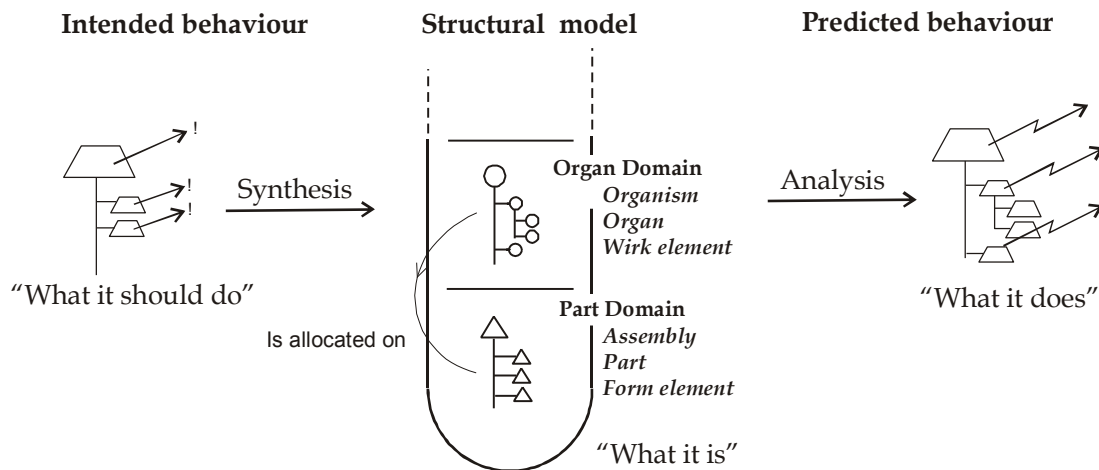 Intended behaviour
Structural model
Predicted behaviour
!
!
!
Synthesis
"What it should do"
Organ Domain
Organism
Organ
Wirk element
Is allocated on
Part Domain
Assembly
Part
Form element
"What it is"
Analysis
"What it does"